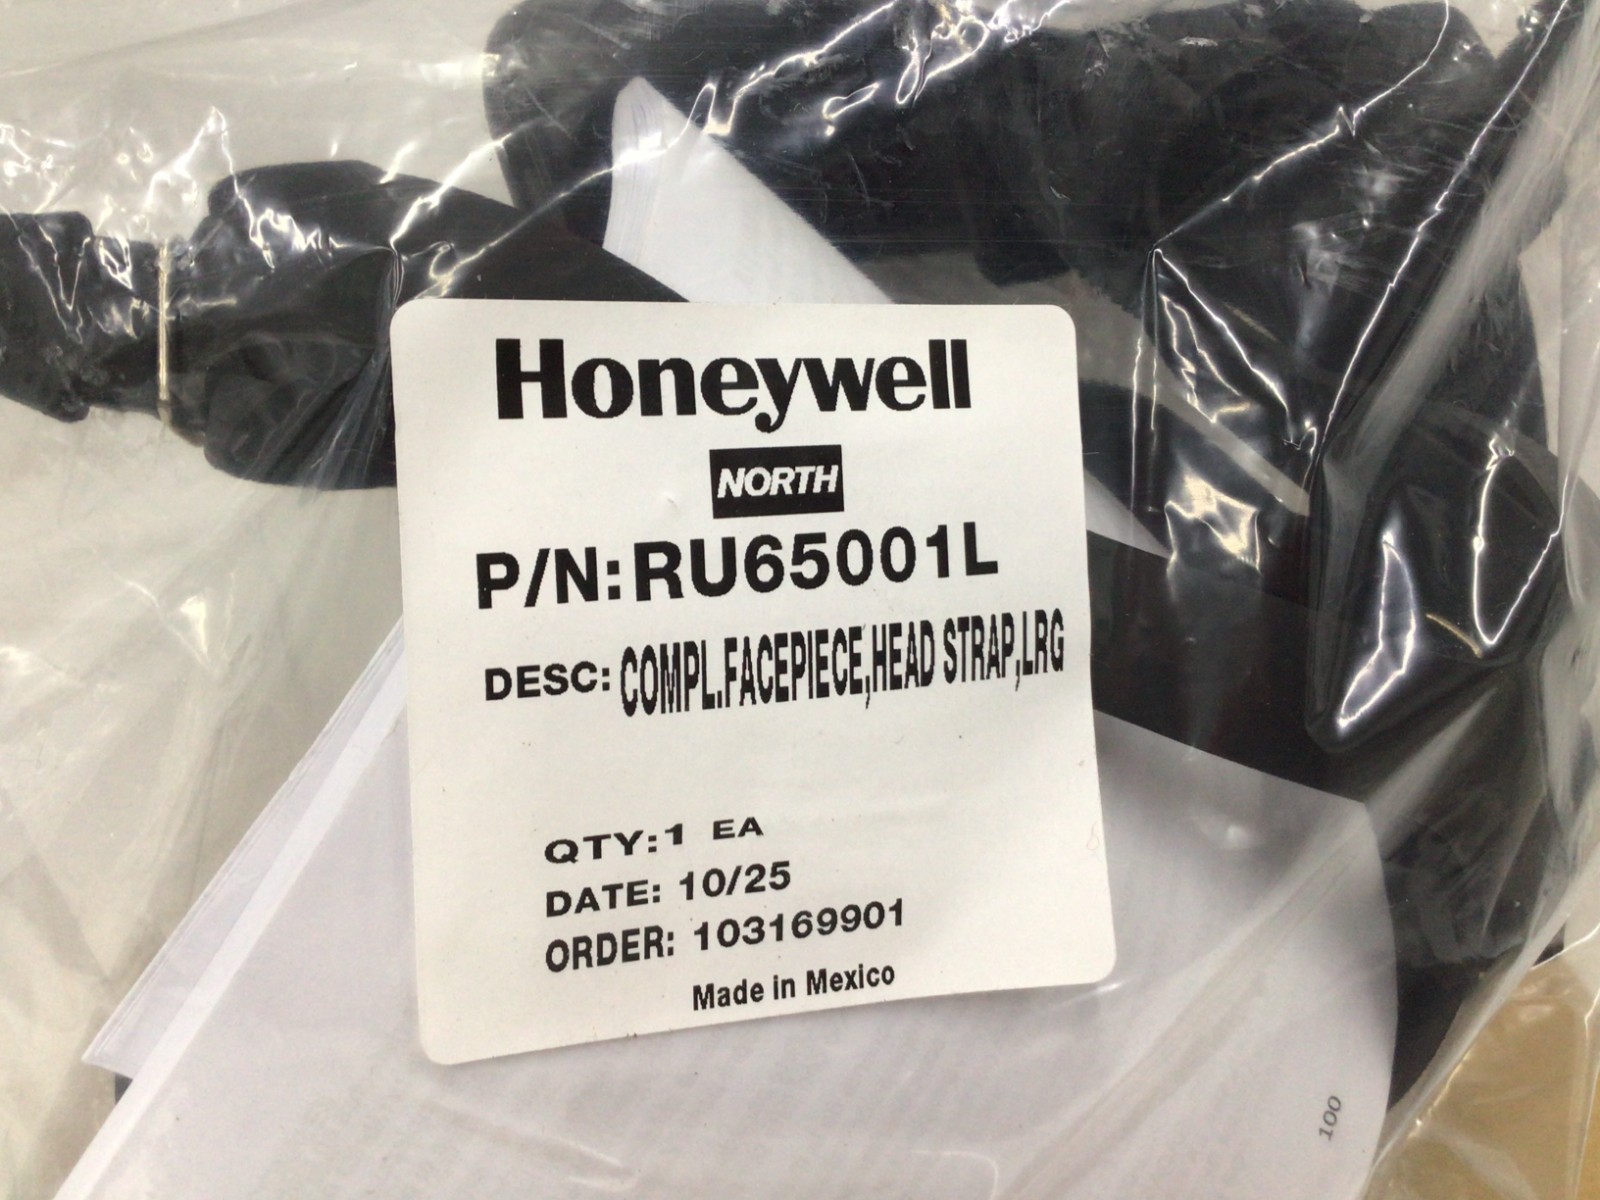 Honeywell
NORTH
P/N:RU65001L
DESC: COMPL.FACEPIECE,HEAD STRAP,LRG
QTY:1 EA
DATE: 10/25
ORDER: 103169901
Made in Mexico
100